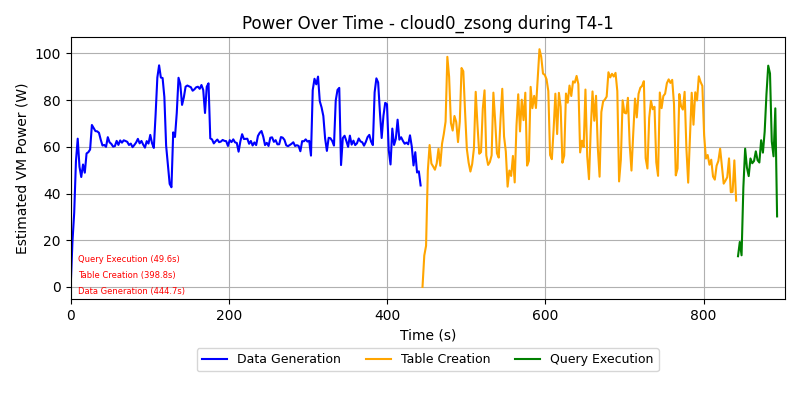 Power Over Time - cloud0_zsong during T4-1
Estimated VM Power (W)
100
80
60
40
20
0
Query Execution (49.6s)
Table Creation (398.8s)
Data Generation (444.7s)
0 200 400 600 800
Time (s)
Data Generation Table Creation Query Execution